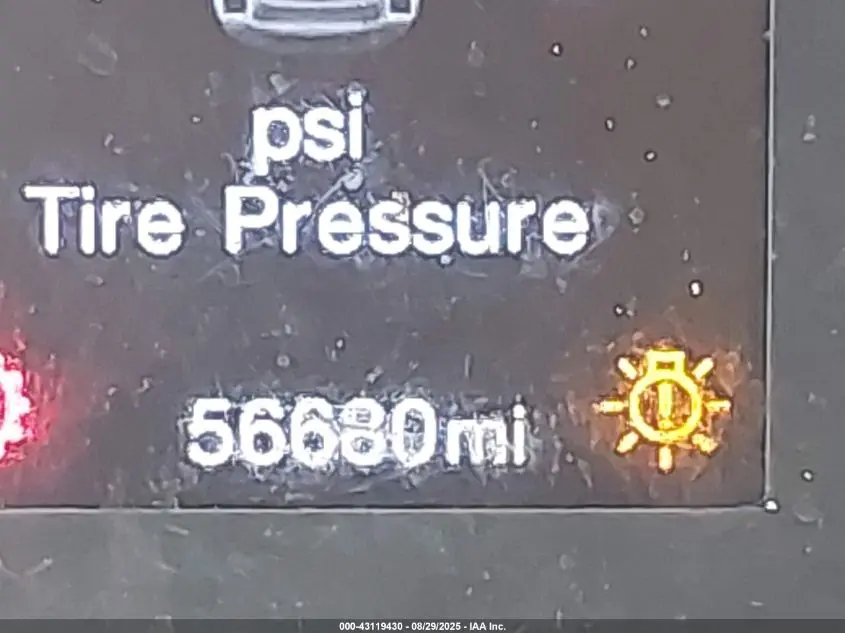 psi
Tire Pressure
56680mi
000-43119430 - 08/29/2025 - IAA Inc.